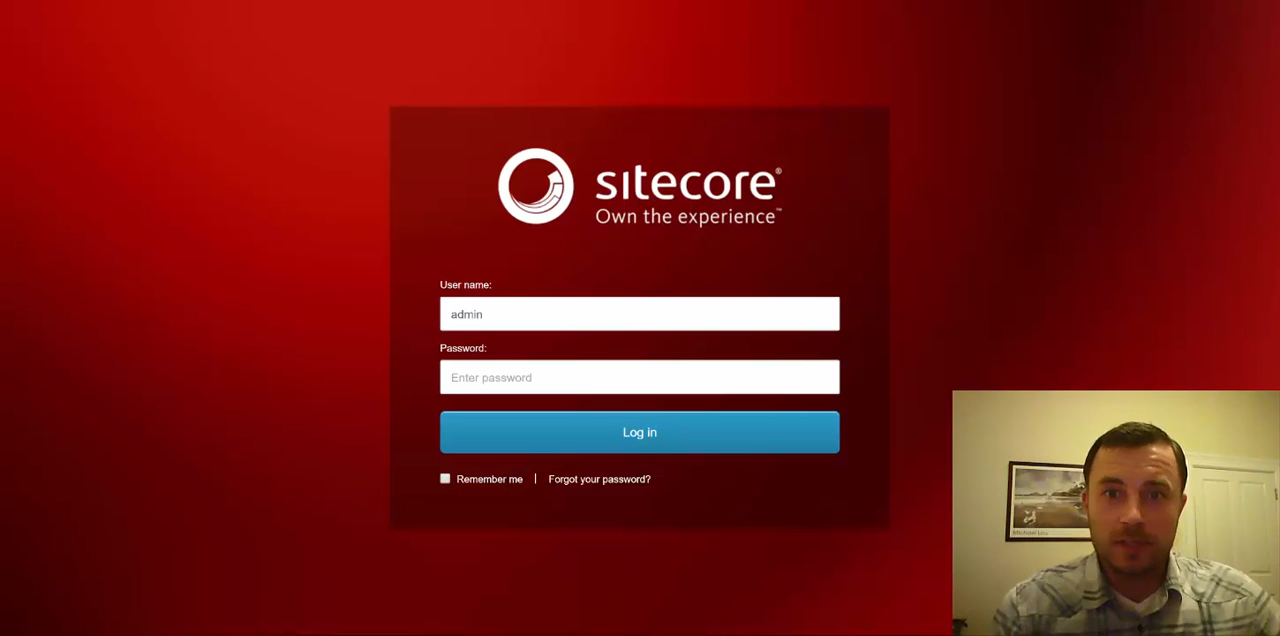 sitecore®
Own the experience™
User name:
admin
Password:
Enter password
Log in
Remember me | Forgot your password?